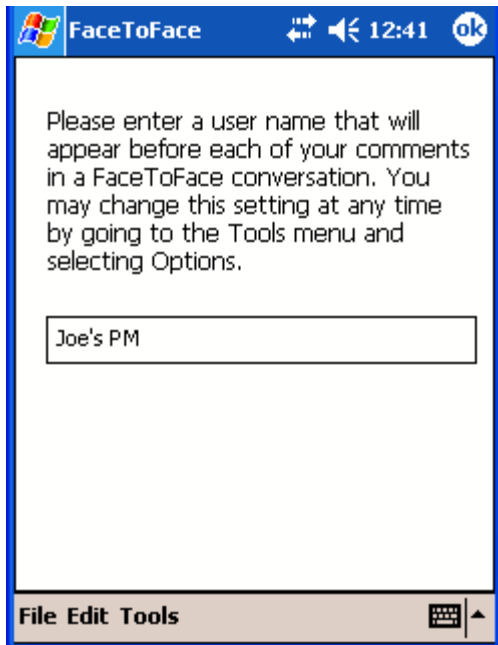 FaceToFace 12:41 ok
Please enter a user name that will
appear before each of your comments
in a FaceToFace conversation. You
may change this setting at any time
by going to the Tools menu and
selecting Options.
Joe's PM
File Edit Tools